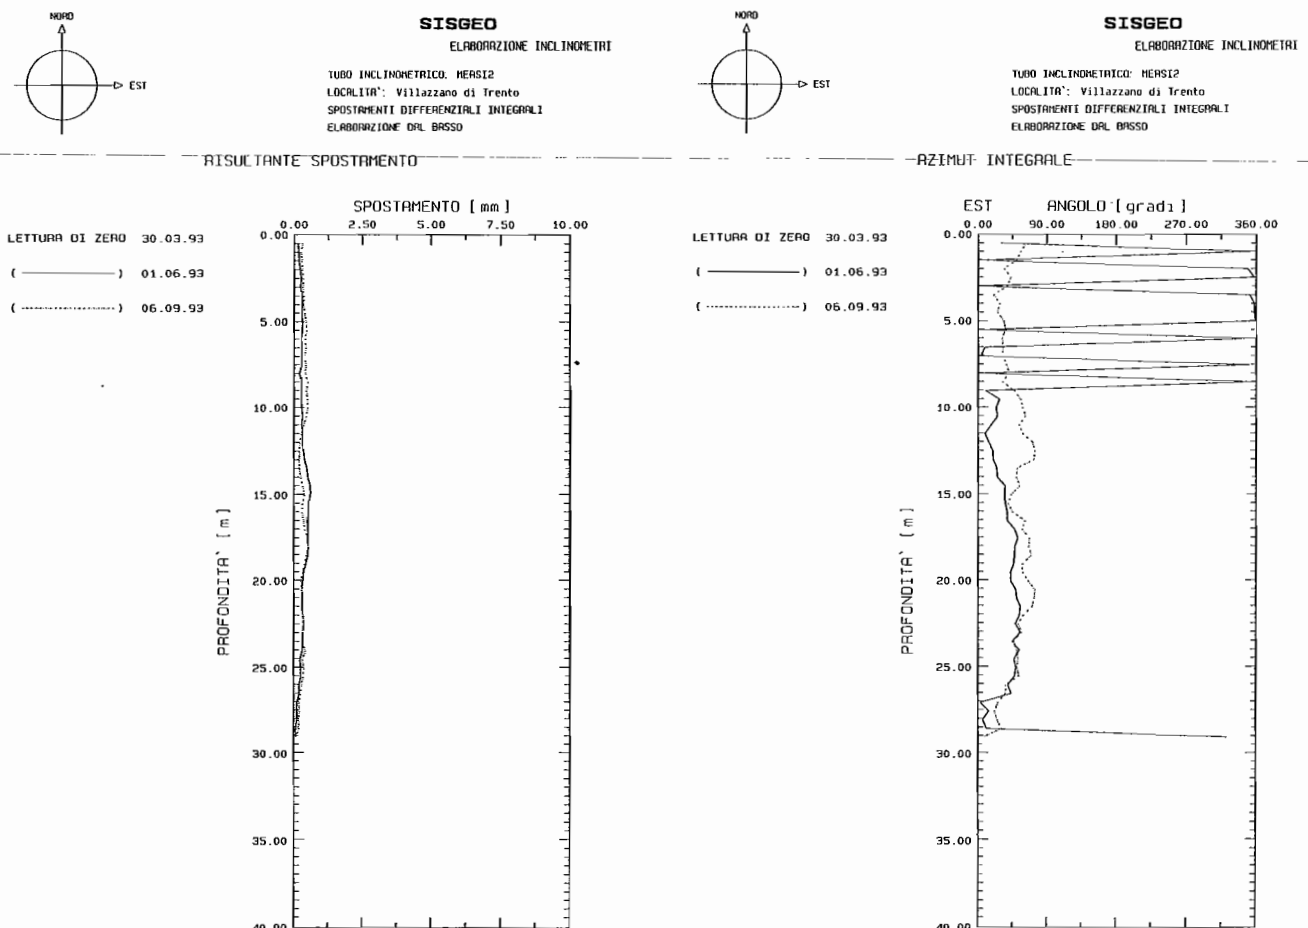 NORD
EST
SISGEO
ELABORAZIONE INCLINOMETRI
TUBO INCLINOMETRICO: MERSI2
LOCALITA`: Villazzano di Trento
SPOSTAMENTI DIFFERENZIALI INTEGRALI
ELABORAZIONE DAL BASSO
RISULTANTE SPOSTAMENTO
SPOSTAMENTO [ mm ]
0.00 2.50 5.00 7.50 10.00
LETTURA DI ZERO 30.03.93
( ) 01.06.93
( ) 06.09.93
PROFONDITA` [ m ]
0.00
5.00
10.00
15.00
20.00
25.00
30.00
35.00
40.00
NORD
EST
SISGEO
ELABORAZIONE INCLINOMETRI
TUBO INCLINOMETRICO: MERSI2
LOCALITA`: Villazzano di Trento
SPOSTAMENTI DIFFERENZIALI INTEGRALI
ELABORAZIONE DAL BASSO
AZIMUT INTEGRALE
EST ANGOLO [ gradi ]
0.00 90.00 180.00 270.00 360.00
LETTURA DI ZERO 30.03.93
( ) 01.06.93
( ) 06.09.93
PROFONDITA` [ m ]
0.00
5.00
10.00
15.00
20.00
25.00
30.00
35.00
40.00